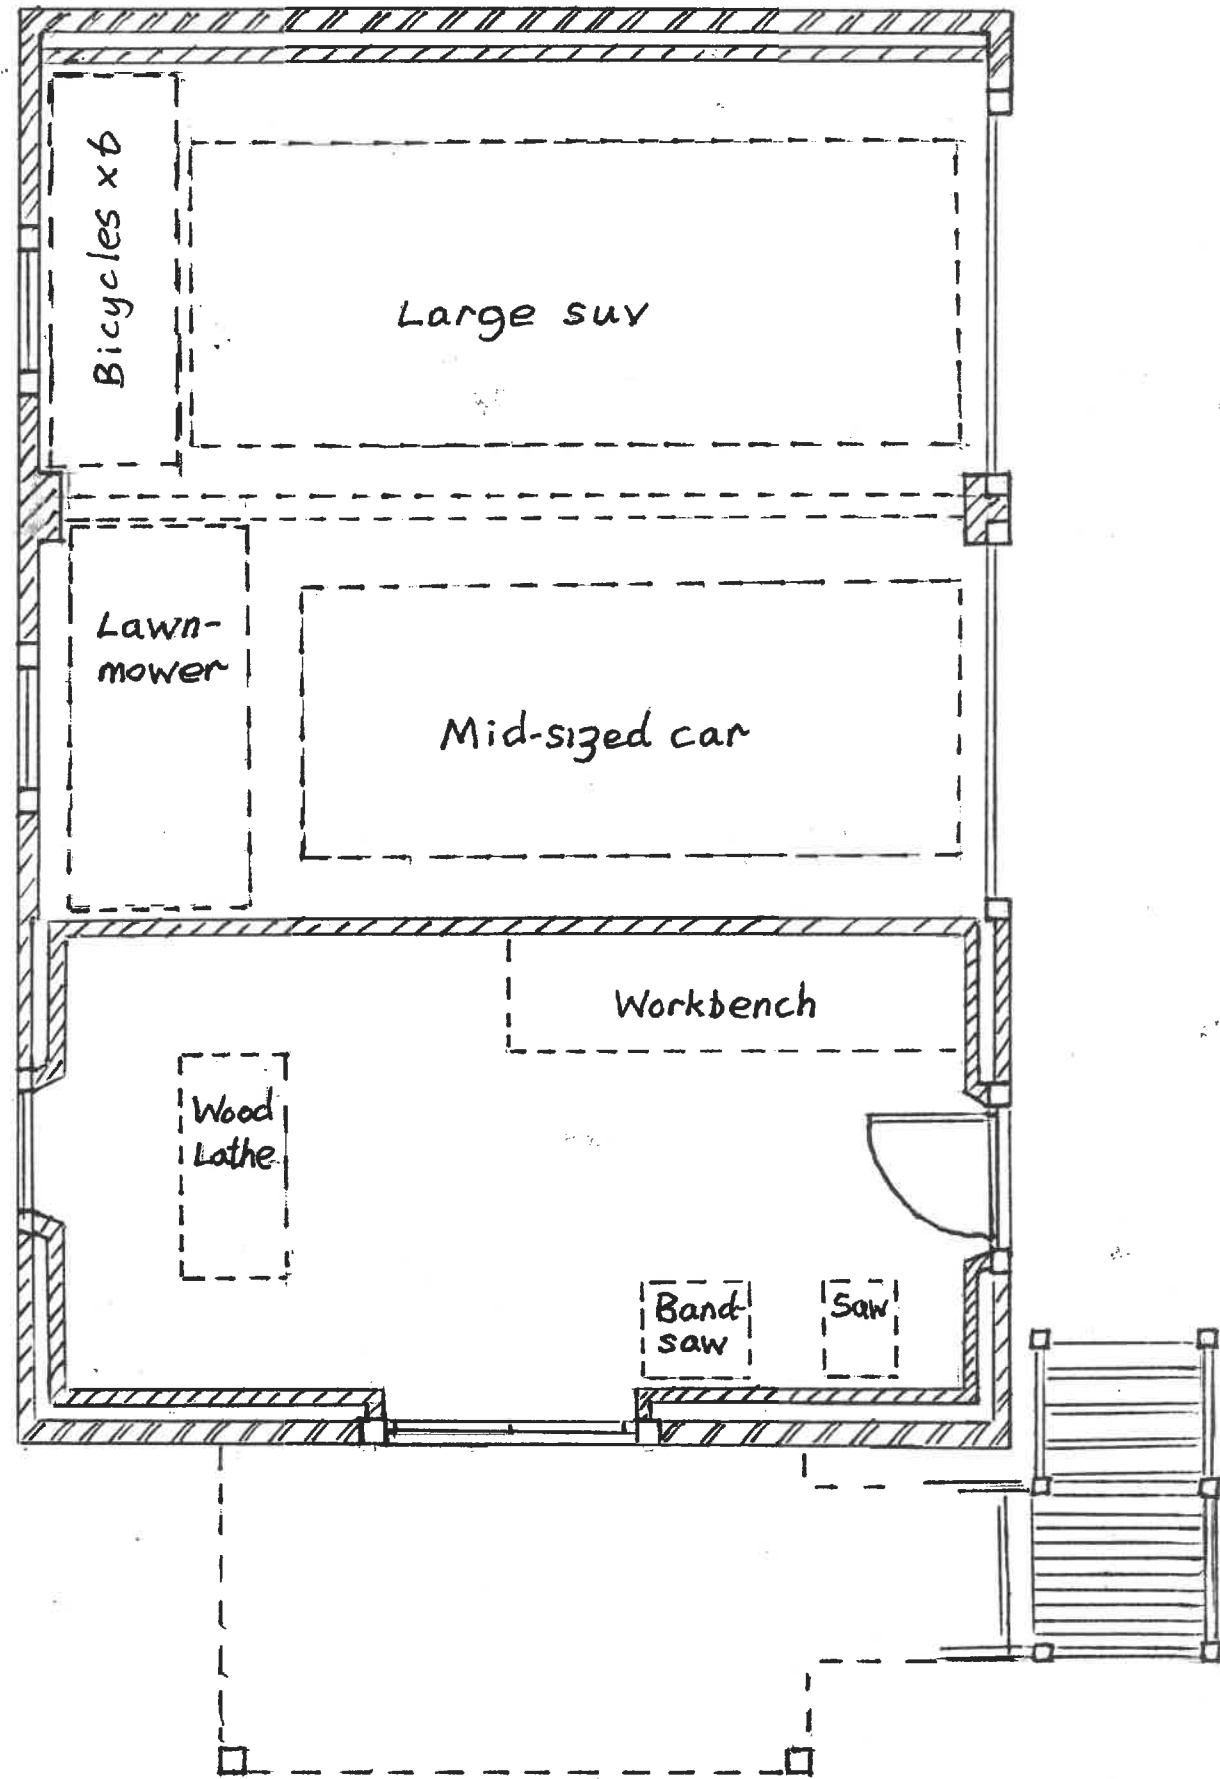 Bicycles x6
Large suv
Lawn-
mower
Mid-sized car
Workbench
Wood
Lathe
Band-
saw
Saw